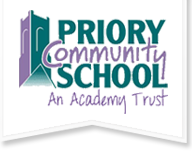 PRIORY
Community
SCHOOL
An Academy Trust